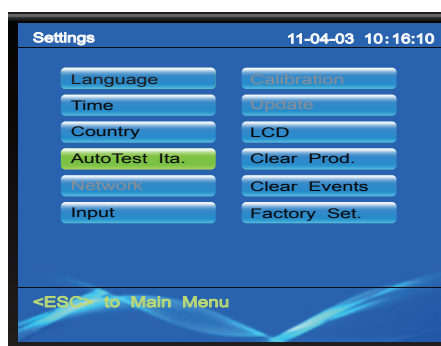 Settings 11-04-03 10:16:10
Language Calibration
Time Update
Country LCD
AutoTest Ita. Clear Prod.
Network Clear Events
Input Factory Set.
<ESC> to Main Menu